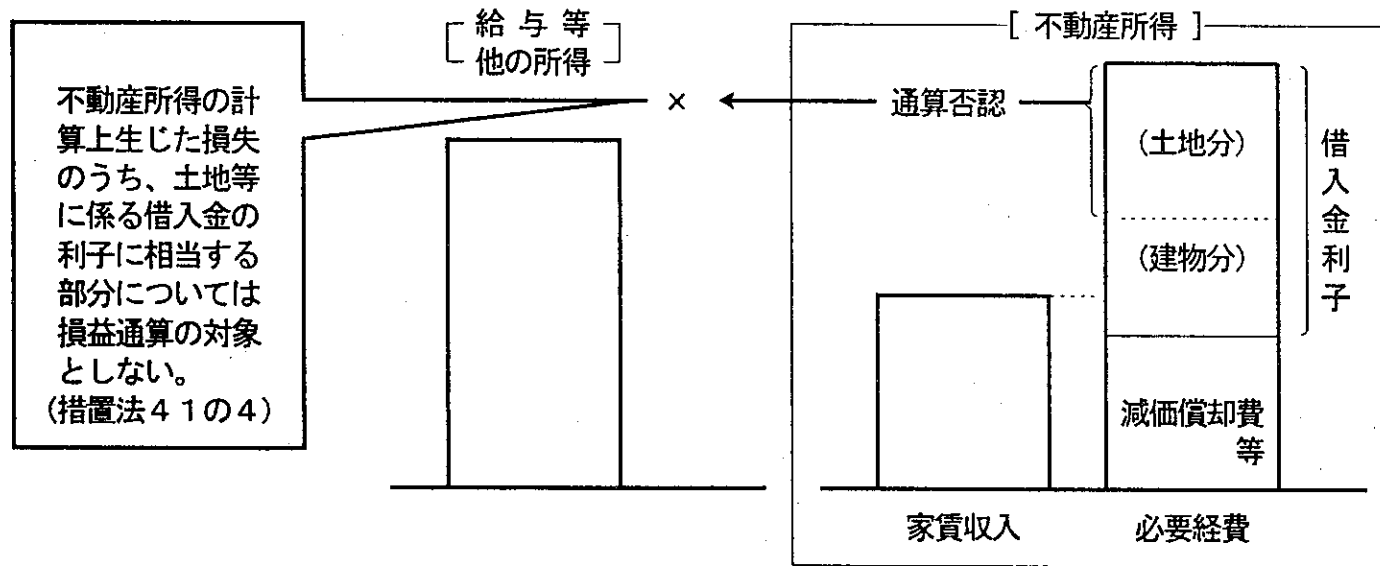 不動産所得の計
算上生じた損失
のうち、土地等
に係る借入金の
利子に相当する
部分については
損益通算の対象
としない。
（措置法４１の４）
給与等
他の所得
×
[ 不動産所得 ]
通算否認
（土地分）
（建物分）
借入金利子
減価償却費
等
家賃収入
必要経費